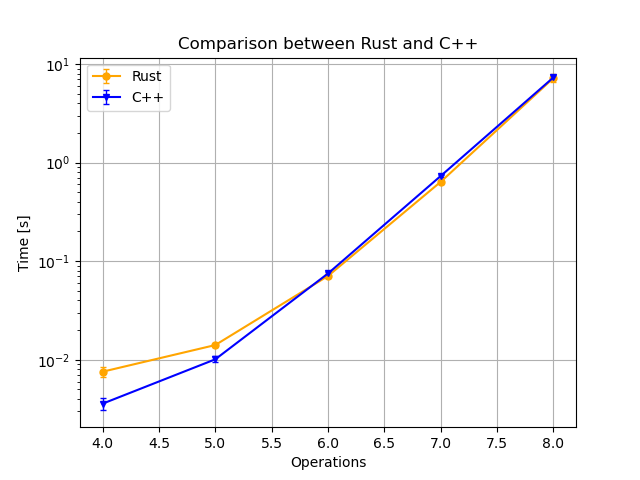 Comparison between Rust and C++
Rust
C++
Time [s]
10¹
10⁰
10⁻¹
10⁻²
4.0 4.5 5.0 5.5 6.0 6.5 7.0 7.5 8.0
Operations